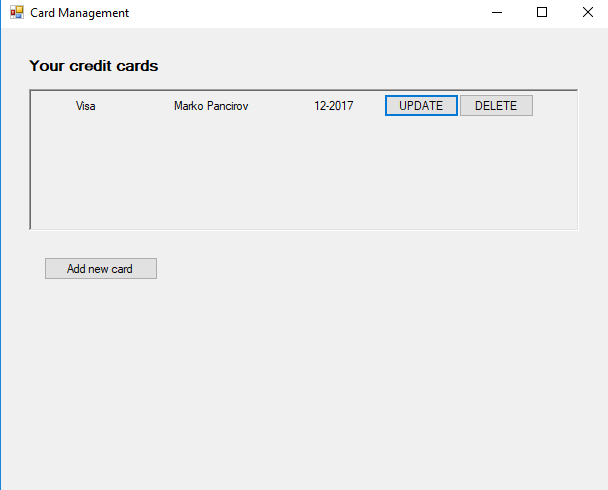 Card Management
Your credit cards
Visa Marko Pancirov 12-2017 UPDATE DELETE
Add new card